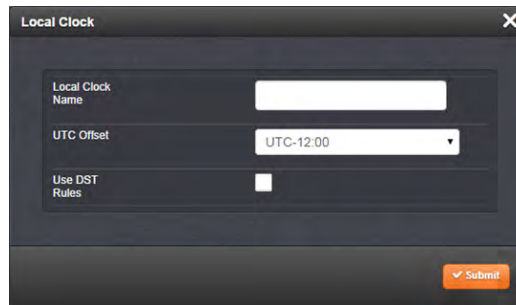 Local Clock
Local Clock
Name
UTC Offset
UTC-12:00
Use DST
Rules
Submit